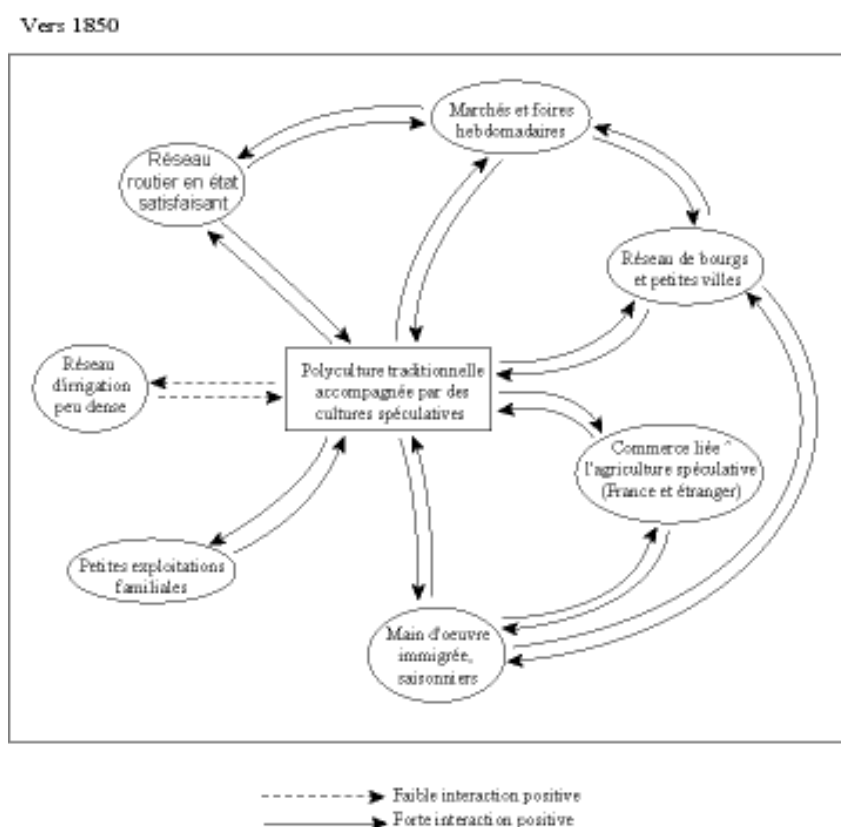 Vers 1850
Marchés et foires
hebdomadaires
Réseau
routier en état
satisfaisant
Réseau de bourgs
et petites villes
Réseau
d'irrigation
peu dense
Polyculture traditionnelle
accompagnée par des
cultures spéculatives
Commerce liée ^
l'agriculture spéculative
(France et étranger)
Petites exploitations
familiales
Main d'oeuvre
immigrée,
saisonniers
Faible interaction positive
Forte interaction positive